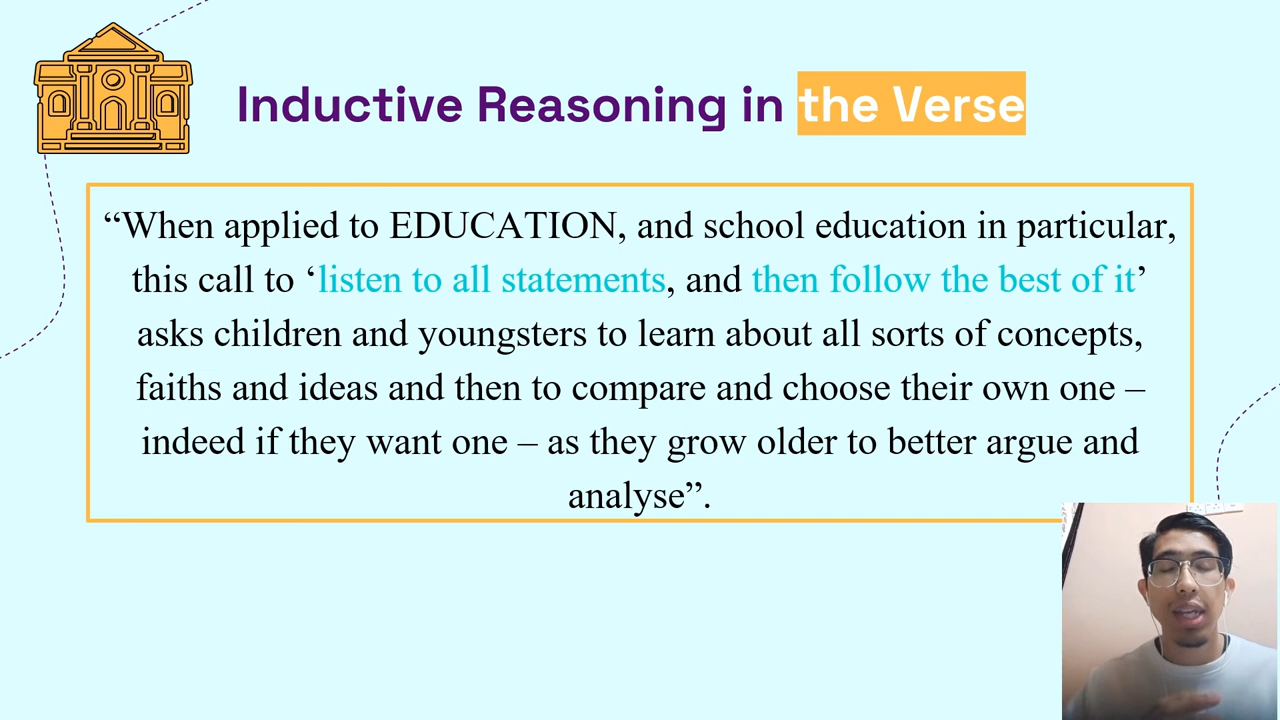 Inductive Reasoning in the Verse
“When applied to EDUCATION, and school education in particular,
this call to ‘listen to all statements, and then follow the best of it’
asks children and youngsters to learn about all sorts of concepts,
faiths and ideas and then to compare and choose their own one –
indeed if they want one – as they grow older to better argue and
analyse”.